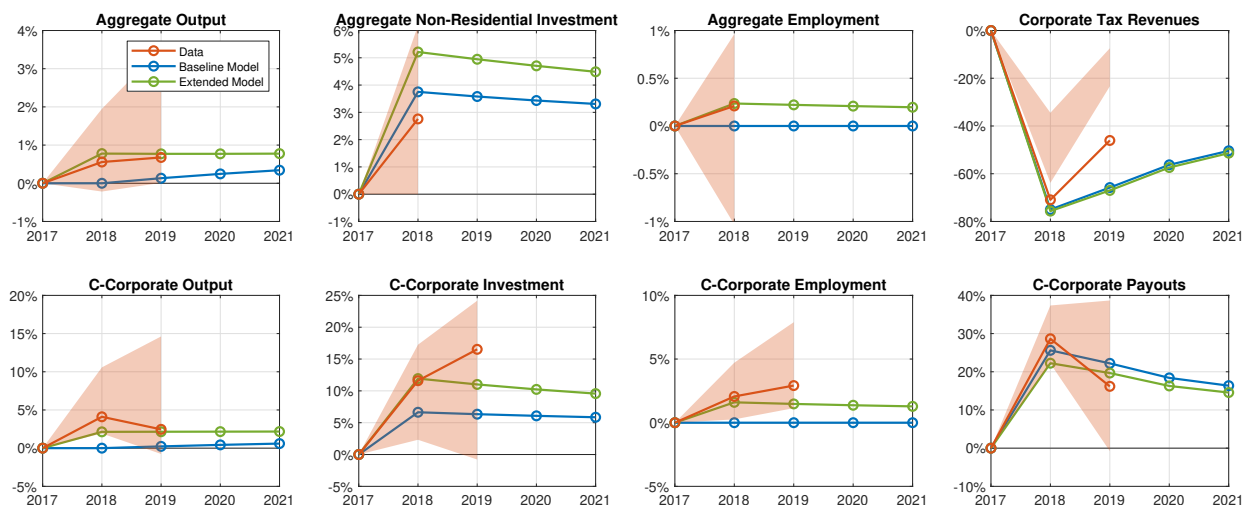 Aggregate Output
4%
3%
2%
1%
0%
-1%
2017 2018 2019 2020 2021
Data
Baseline Model
Extended Model
Aggregate Non-Residential Investment
6%
5%
4%
3%
2%
1%
0%
-1%
2017 2018 2019 2020 2021
Aggregate Employment
1%
0.5%
0%
-0.5%
-1%
2017 2018 2019 2020 2021
Corporate Tax Revenues
0%
-20%
-40%
-60%
-80%
2017 2018 2019 2020 2021
C-Corporate Output
20%
15%
10%
5%
0%
-5%
2017 2018 2019 2020 2021
C-Corporate Investment
25%
20%
15%
10%
5%
0%
-5%
2017 2018 2019 2020 2021
C-Corporate Employment
10%
5%
0%
-5%
2017 2018 2019 2020 2021
C-Corporate Payouts
40%
30%
20%
10%
0%
-10%
2017 2018 2019 2020 2021